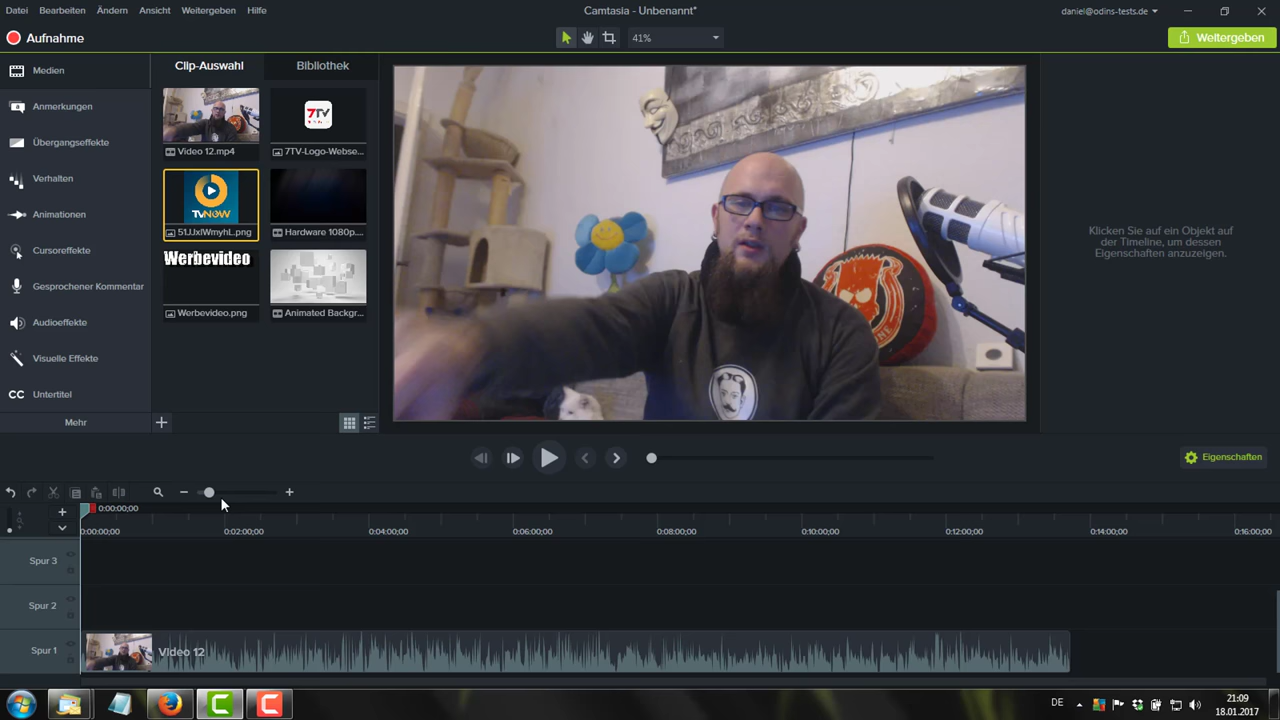 Datei Bearbeiten Ändern Ansicht Weitergeben Hilfe
Camtasia - Unbenannt*
daniel@odins-tests.de
Aufnahme
41%
Weitergeben
Medien
Anmerkungen
Übergangseffekte
Verhalten
Animationen
Cursoreffekte
Gesprochener Kommentar
Audioeffekte
Visuelle Effekte
CC Untertitel
Mehr
Clip-Auswahl
Bibliothek
7TV
Video 12.mp4
7TV-Logo-Webse...
TVNOW
51JJxlWmyhL.png
Hardware 1080p....
Werbevideo
Werbevideo.png
Animated Backgr...
Klicken Sie auf ein Objekt auf
der Timeline, um dessen
Eigenschaften anzuzeigen.
Eigenschaften
0:00:00;00
0:00:00;00 0:02:00;00 0:04:00;00 0:06:00;00 0:08:00;00 0:10:00;00 0:12:00;00 0:14:00;00 0:16:00;00
Spur 3
Spur 2
Spur 1
Video 12
DE
21:09
18.01.2017